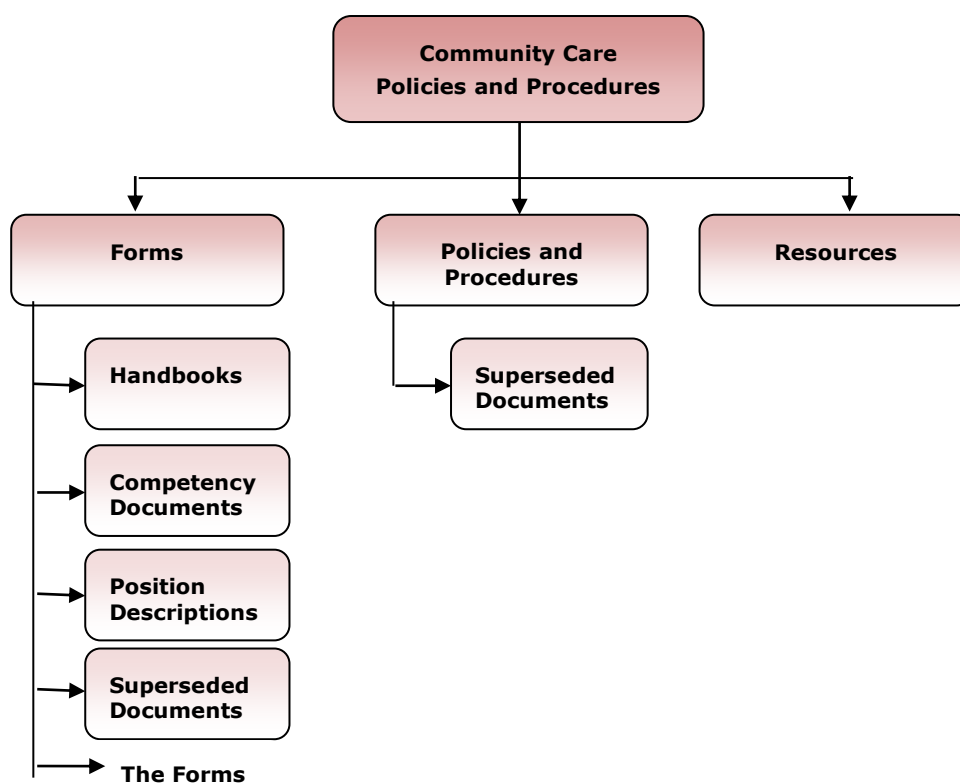 Community Care
Policies and Procedures
Forms
Policies and
Procedures
Resources
Handbooks
Superseded
Documents
Competency
Documents
Position
Descriptions
Superseded
Documents
The Forms